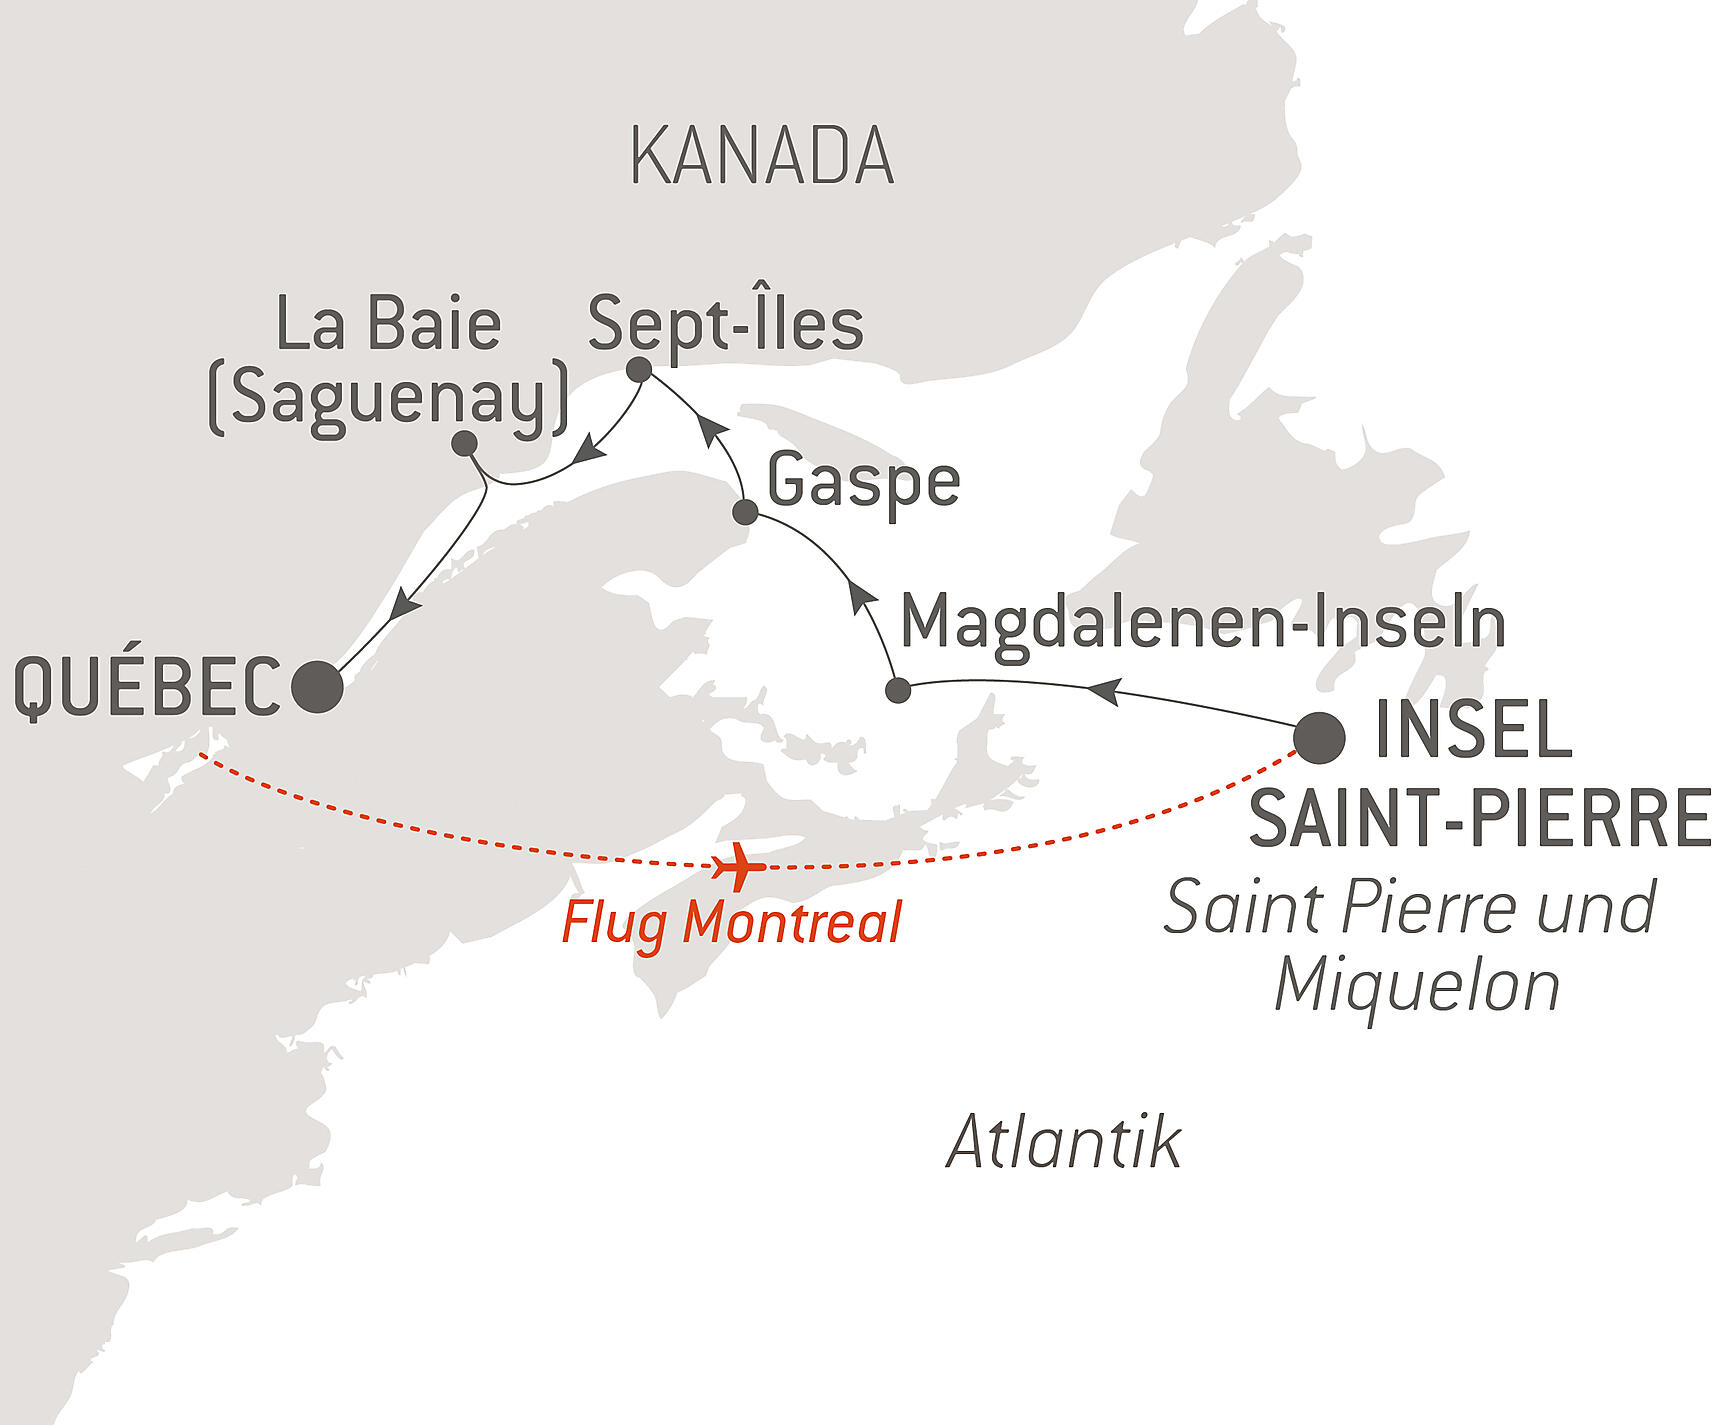 KANADA
La Baie
(Saguenay)
Sept-Îles
Gaspe
Magdalenen-Inseln
QUÉBEC
INSEL
SAINT-PIERRE
Saint Pierre und
Miquelon
Flug Montreal
Atlantik